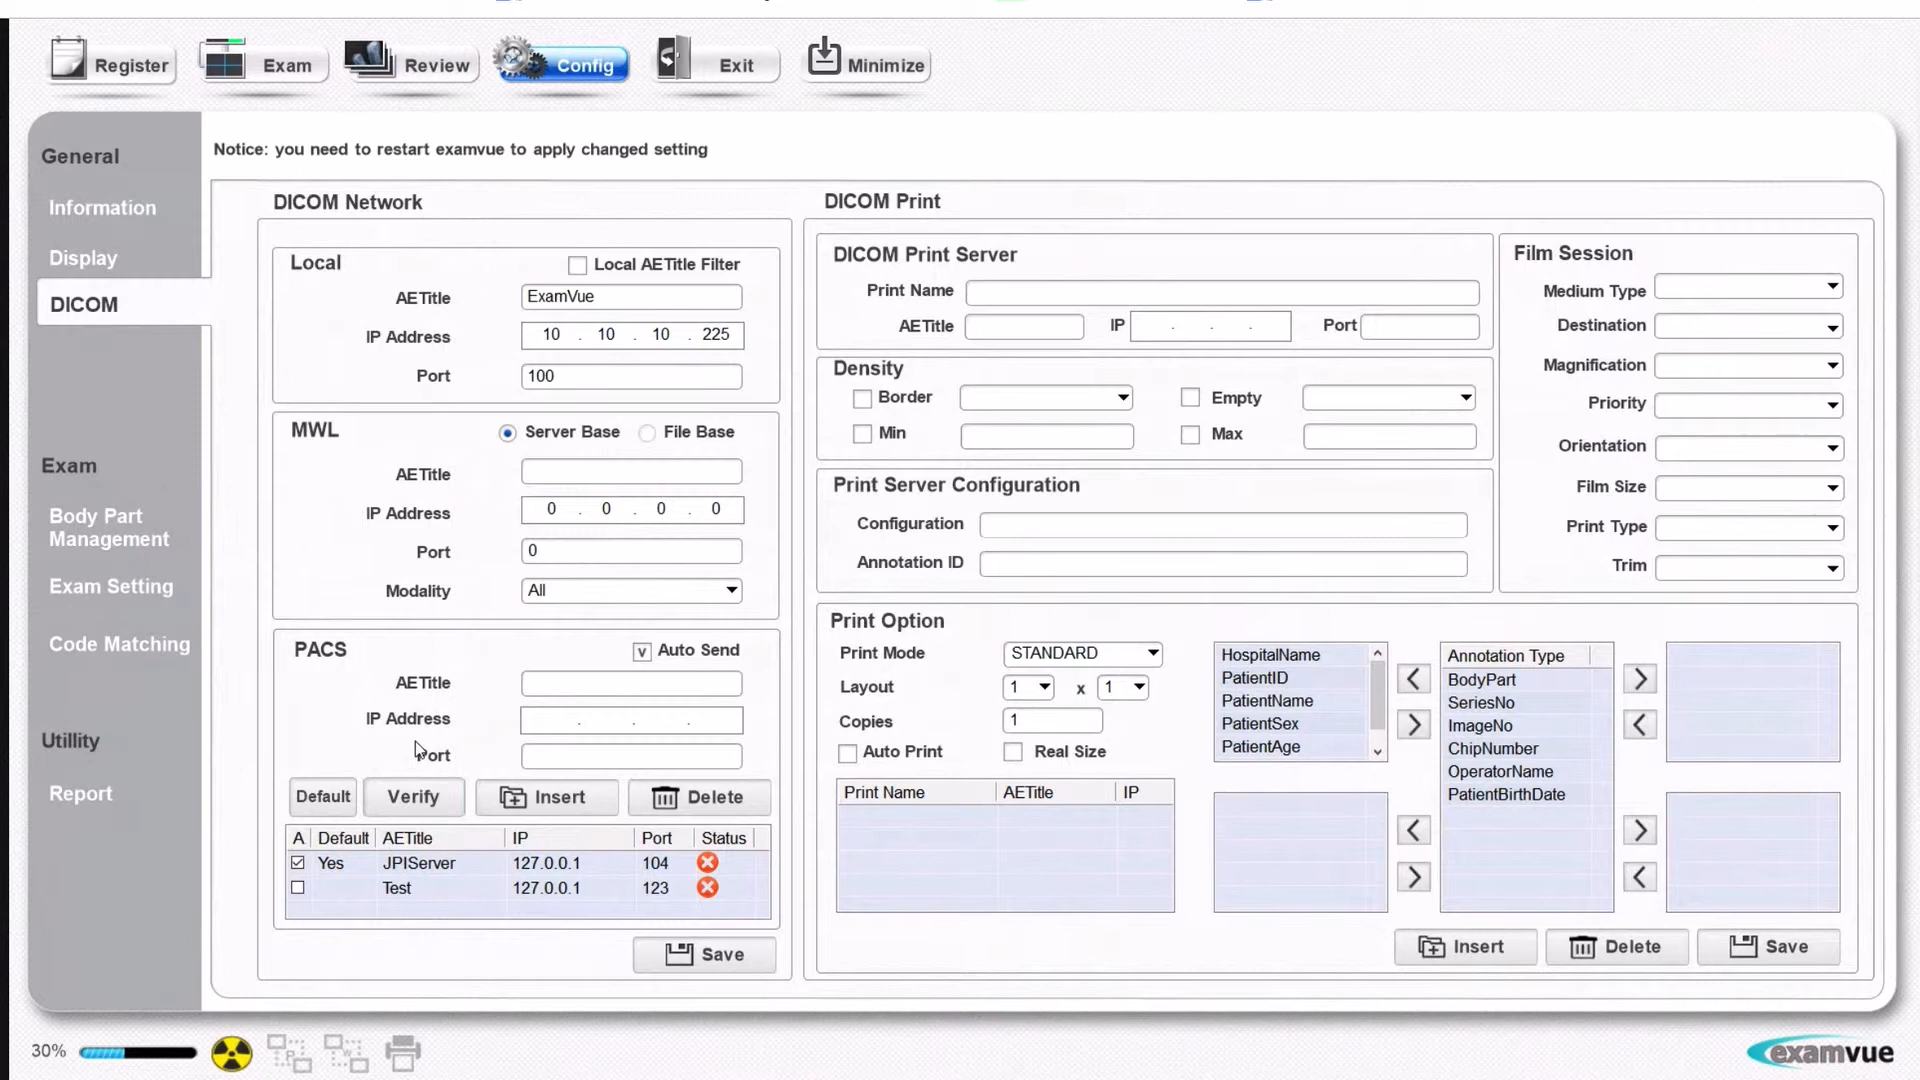 Register
Exam
Review
Config
Exit
Minimize
General
Information
Display
DICOM
Exam
Body Part
Management
Exam Setting
Code Matching
Utillity
Report
Notice: you need to restart examvue to apply changed setting
DICOM Network
Local
Local AETitle Filter
AETitle ExamVue
IP Address 10 . 10 . 10 . 225
Port 100
MWL
Server Base
File Base
AETitle
IP Address 0 . 0 . 0 . 0
Port 0
Modality All
PACS
v Auto Send
AETitle
IP Address . . .
Port
Default
Verify
Insert
Delete
A Default AETitle IP Port Status
Yes JPIServer 127.0.0.1 104
Test 127.0.0.1 123
Save
DICOM Print
DICOM Print Server
Print Name
AETitle IP . . . Port
Density
Border Empty
Min Max
Print Server Configuration
Configuration
Annotation ID
Film Session
Medium Type
Destination
Magnification
Priority
Orientation
Film Size
Print Type
Trim
Print Option
Print Mode STANDARD
Layout 1 x 1
Copies 1
Auto Print Real Size
Print Name AETitle IP
HospitalName
PatientID
PatientName
PatientSex
PatientAge
Annotation Type
BodyPart
SeriesNo
ImageNo
ChipNumber
OperatorName
PatientBirthDate
Insert
Delete
Save
30%
examvue